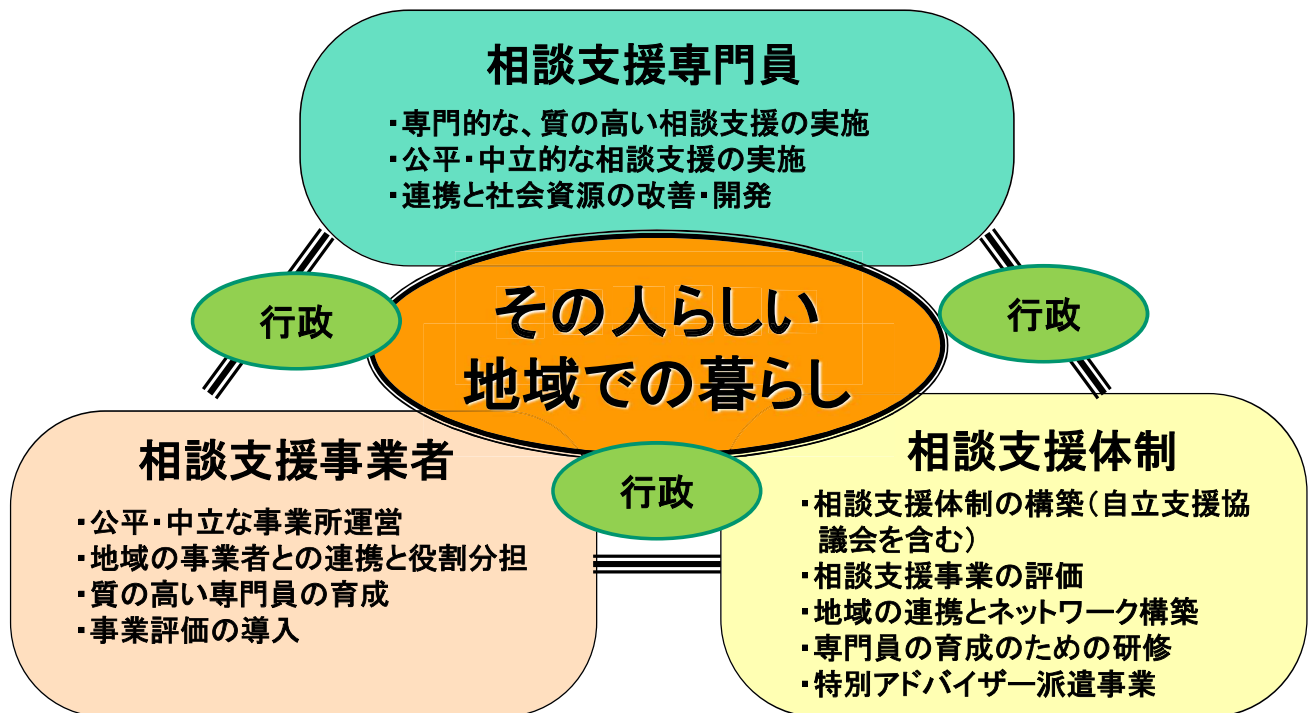 相談支援専門員
・専門的な、質の高い相談支援の実施
・公平・中立的な相談支援の実施
・連携と社会資源の改善・開発
行政
その人らしい
地域での暮らし
行政
相談支援事業者
・公平・中立な事業所運営
・地域の事業者との連携と役割分担
・質の高い専門員の育成
・事業評価の導入
行政
相談支援体制
・相談支援体制の構築（自立支援協
議会を含む）
・相談支援事業の評価
・地域の連携とネットワーク構築
・専門員の育成のための研修
・特別アドバイザー派遣事業